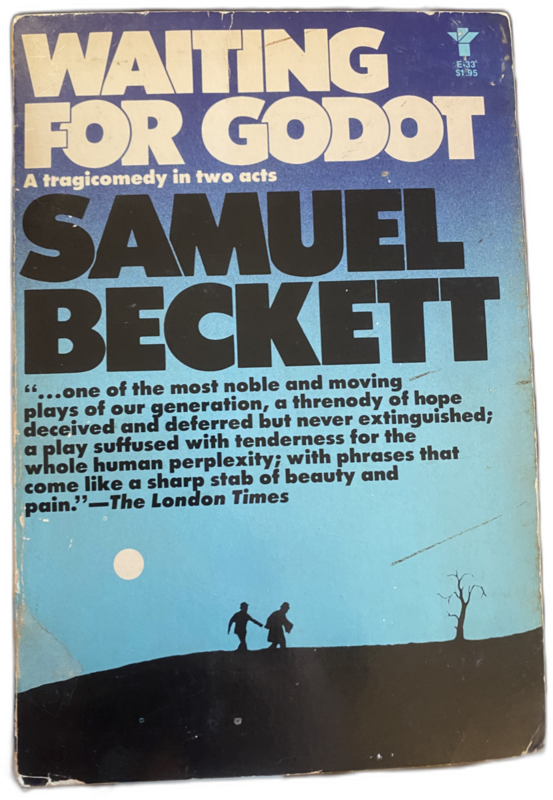 WAITING
FOR GODOT
E-33
$1.95
A tragicomedy in two acts
SAMUEL
BECKETT
“...one of the most noble and moving
plays of our generation, a threnody of hope
deceived and deferred but never extinguished;
a play suffused with tenderness for the
whole human perplexity; with phrases that
come like a sharp stab of beauty and
pain.”—The London Times